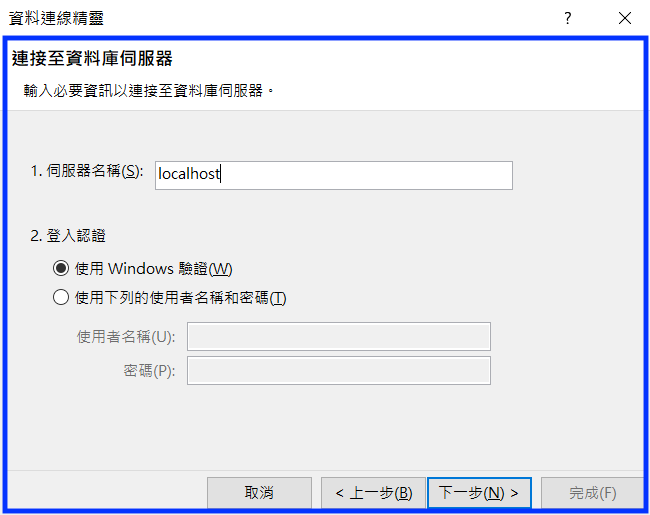 資料連線精靈 ?
連接至資料庫伺服器
輸入必要資訊以連接至資料庫伺服器。
1. 伺服器名稱(S): localhost
2. 登入認證
使用 Windows 驗證(W)
使用下列的使用者名稱和密碼(T)
使用者名稱(U):
密碼(P):
取消 < 上一步(B) 下一步(N) > 完成(F)